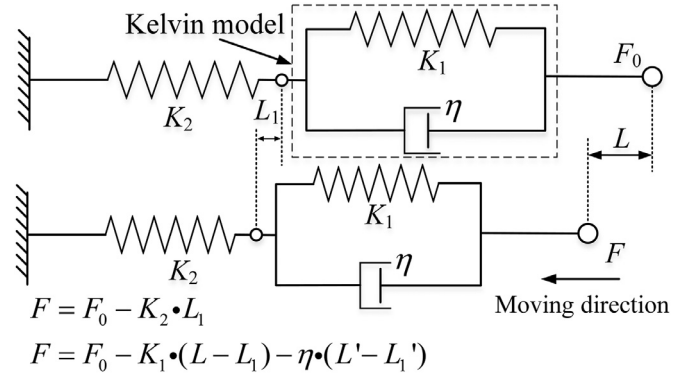 Kelvin model
K₁
F₀
K₂
L₁
η
L
K₁
K₂
η
F
Moving direction
F = F₀ − K₂•L₁
F = F₀ − K₁•(L − L₁) − η•(L' − L₁')